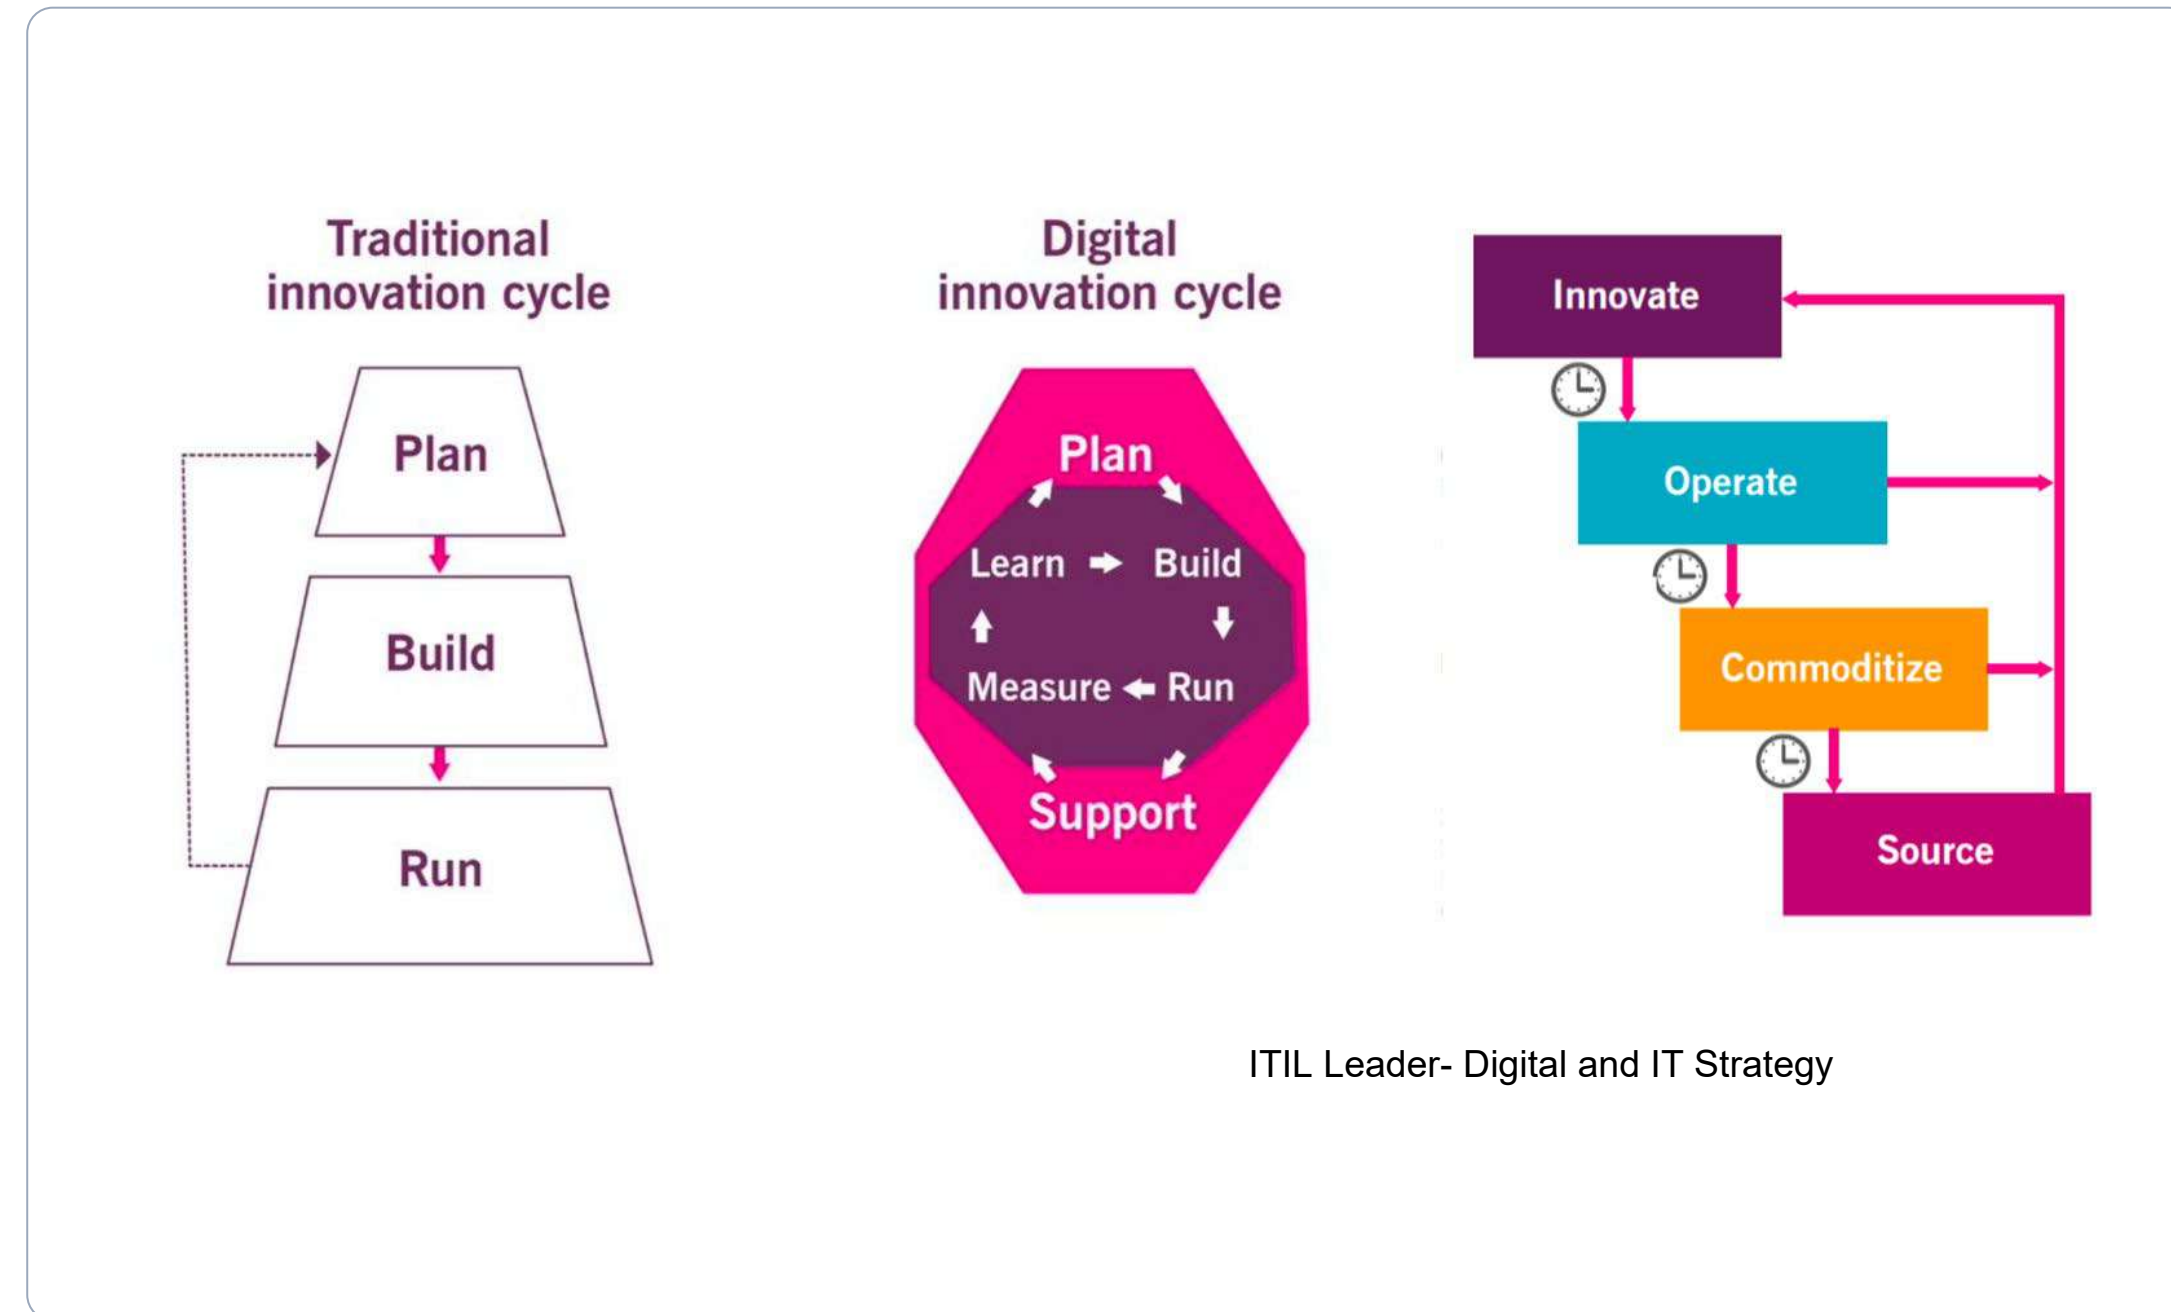 Traditional
innovation cycle
Plan
Build
Run
Digital
innovation cycle
Plan
Learn
Build
Measure
Run
Support
Innovate
Operate
Commoditize
Source
ITIL Leader- Digital and IT Strategy